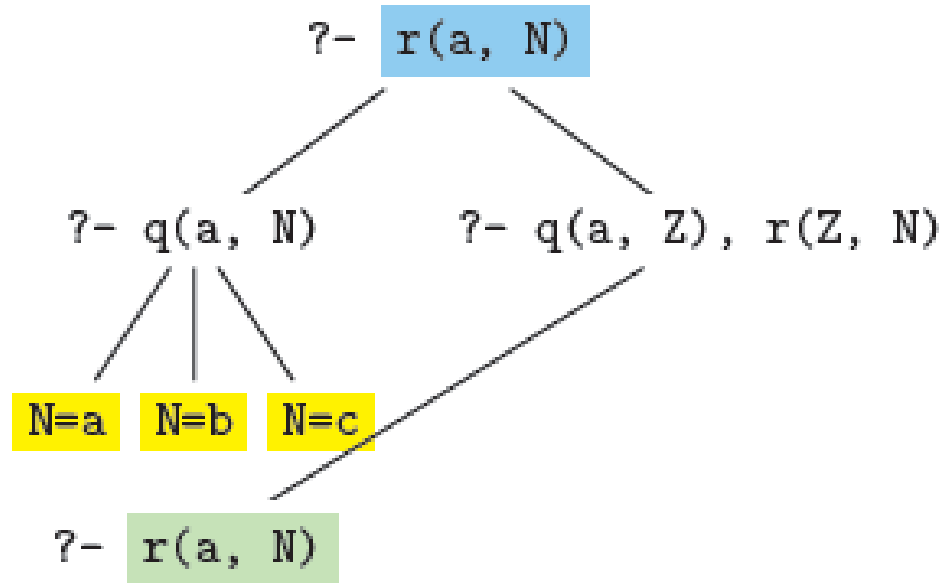 ?- r(a, N)
?- q(a, N) ?- q(a, Z), r(Z, N)
N=a N=b N=c
?- r(a, N)